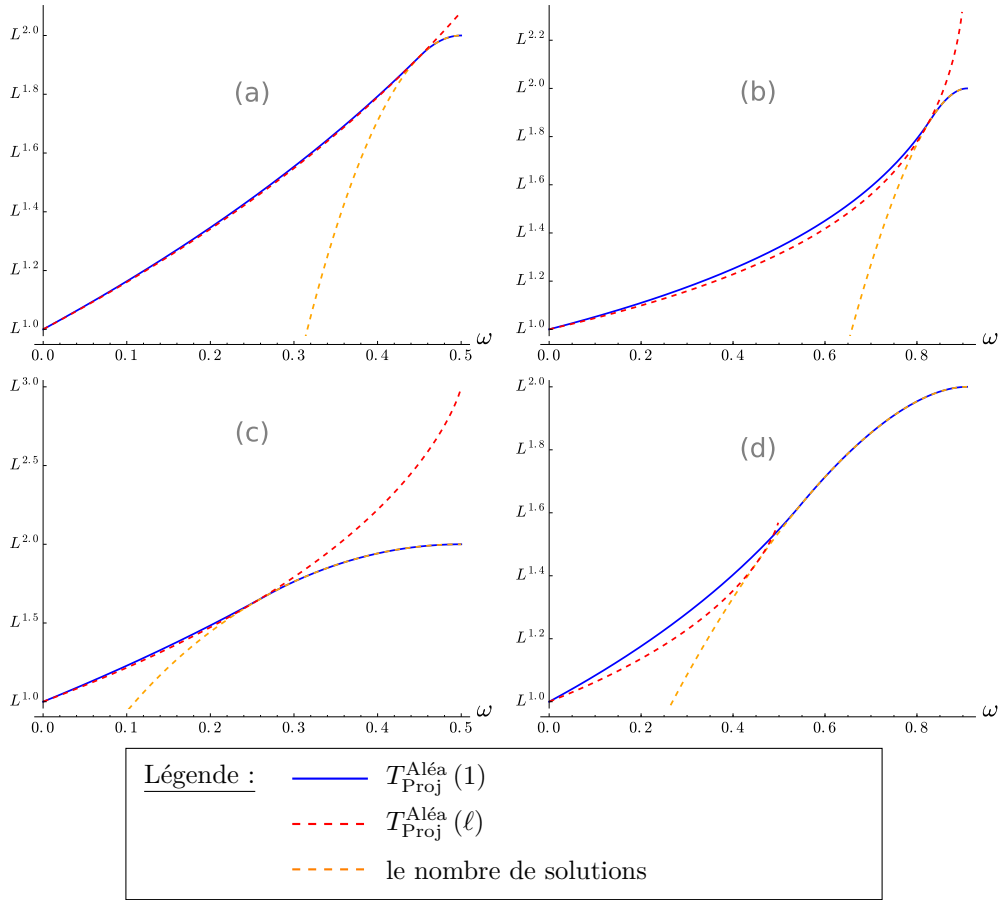 L^{2.0}
L^{1.8}
L^{1.6}
L^{1.4}
L^{1.2}
L^{1.0}
(a)
0.0 0.1 0.2 0.3 0.4 0.5 ω
L^{2.2}
L^{2.0}
L^{1.8}
L^{1.6}
L^{1.4}
L^{1.2}
L^{1.0}
(b)
0.0 0.2 0.4 0.6 0.8 ω
L^{3.0}
L^{2.5}
L^{2.0}
L^{1.5}
L^{1.0}
(c)
0.0 0.1 0.2 0.3 0.4 0.5 ω
L^{2.0}
L^{1.8}
L^{1.6}
L^{1.4}
L^{1.2}
L^{1.0}
(d)
0.0 0.2 0.4 0.6 0.8 ω
Légende :
T_{Proj}^{Aléa} (1)
T_{Proj}^{Aléa} (ℓ)
le nombre de solutions